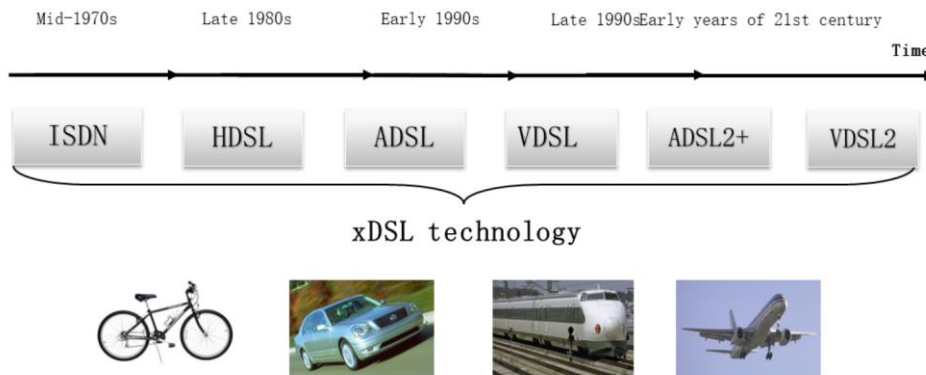 Mid-1970s Late 1980s Early 1990s Late 1990s Early years of 21st century
Time
ISDN HDSL ADSL VDSL ADSL2+ VDSL2
xDSL technology